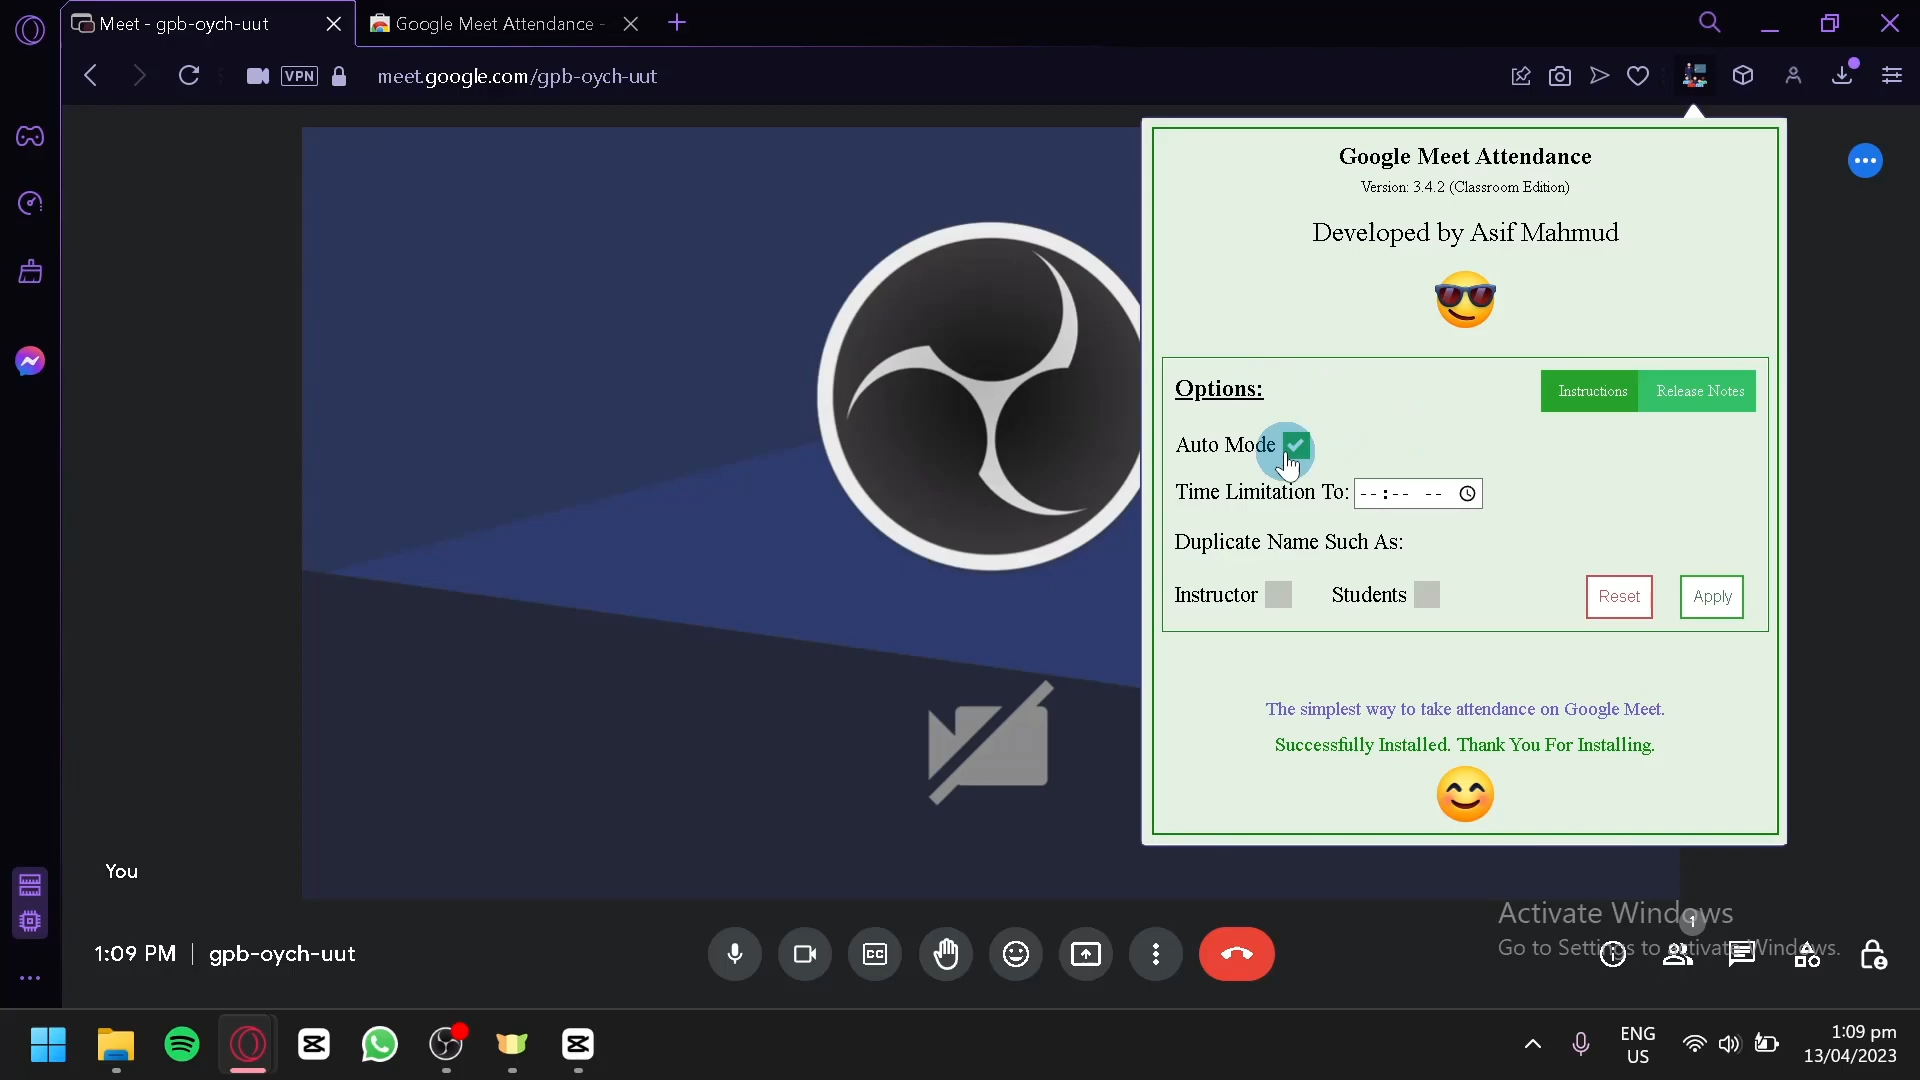 Meet - gpb-oych-uut
Google Meet Attendance -
VPN
meet.google.com/gpb-oych-uut
Google Meet Attendance
Version: 3.4.2 (Classroom Edition)
Developed by Asif Mahmud
Options:
Instructions
Release Notes
Auto Mode
Time Limitation To: --:-- --
Duplicate Name Such As:
Instructor
Students
Reset
Apply
The simplest way to take attendance on Google Meet.
Successfully Installed. Thank You For Installing.
You
Activate Windows
1
Go to Settings to activate Windows.
1:09 PM | gpb-oych-uut
CC
ENG
US
1:09 pm
13/04/2023